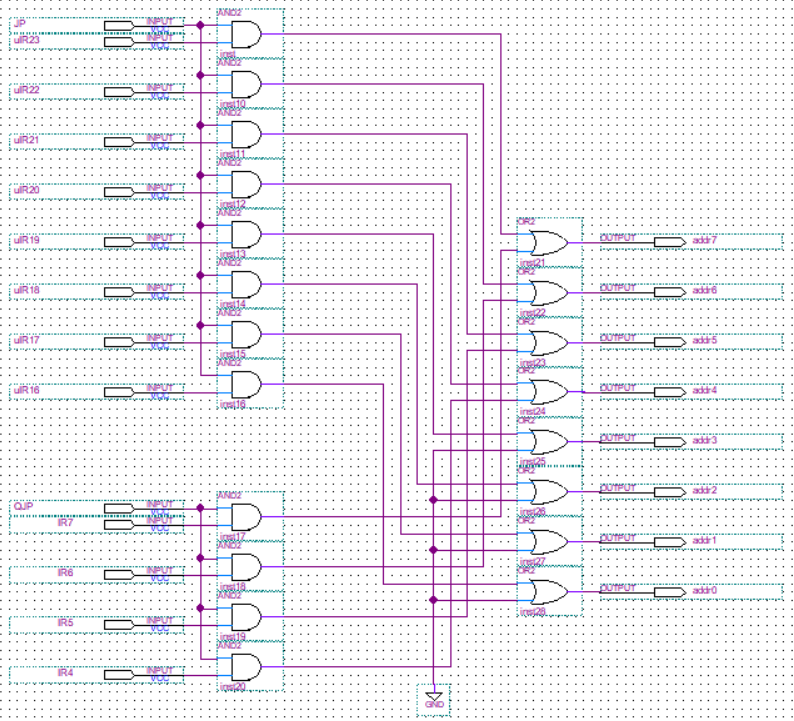 JP INPUT VCC
uIR23 INPUT VCC
AND2
inst
uIR22 INPUT VCC
AND2
inst10
uIR21 INPUT VCC
AND2
inst11
uIR20 INPUT VCC
AND2
inst12
uIR19 INPUT VCC
AND2
inst13
uIR18 INPUT VCC
AND2
inst14
uIR17 INPUT VCC
AND2
inst15
uIR16 INPUT VCC
AND2
inst16
OR2
inst21
OUTPUT addr7
OR2
inst22
OUTPUT addr6
OR2
inst23
OUTPUT addr5
OR2
inst24
OUTPUT addr4
OR2
inst25
OUTPUT addr3
OR2
inst26
OUTPUT addr2
OR2
inst27
OUTPUT addr1
OR2
inst28
OUTPUT addr0
QJP INPUT VCC
IR7 INPUT VCC
AND2
inst17
IR6 INPUT VCC
AND2
inst18
IR5 INPUT VCC
AND2
inst19
IR4 INPUT VCC
AND2
inst20
GND